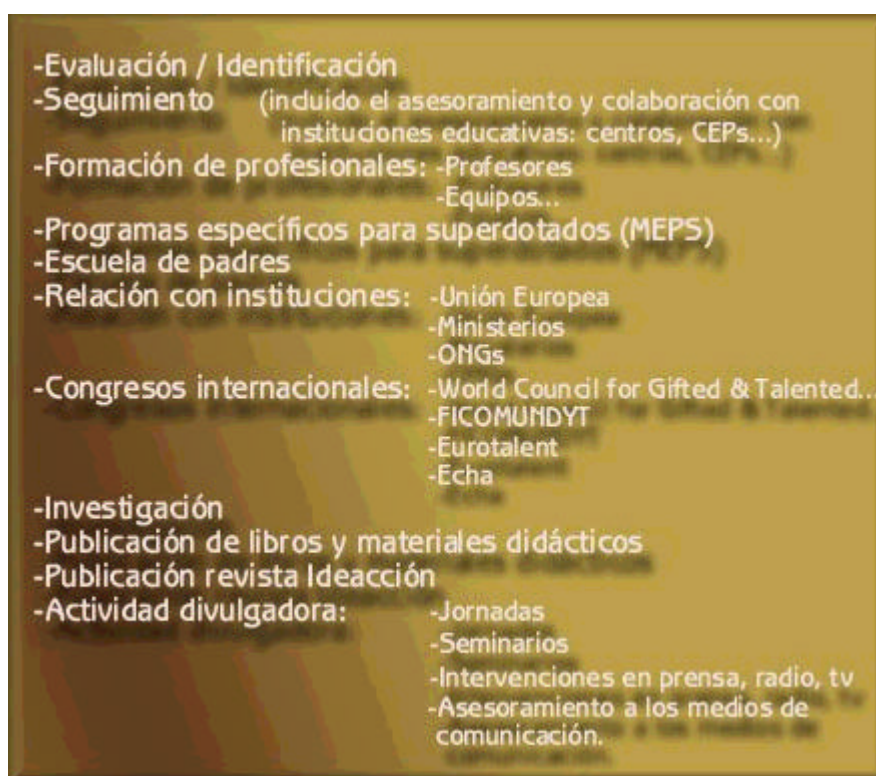 -Evaluación / Identificación
-Seguimiento (incluido el asesoramiento y colaboración con
instituciones educativas: centros, CEPs...)
-Formación de profesionales: -Profesores
-Equipos...
-Programas específicos para superdotados (MEPS)
-Escuela de padres
-Relación con instituciones: -Unión Europea
-Ministerios
-ONGs
-Congresos internacionales: -World Council for Gifted & Talented...
-FICOMUNDYT
-Eurotalent
-Echa
-Investigación
-Publicación de libros y materiales didácticos
-Publicación revista Ideacción
-Actividad divulgadora: -Jornadas
-Seminarios
-Intervenciones en prensa, radio, tv
-Asesoramiento a los medios de
comunicación.